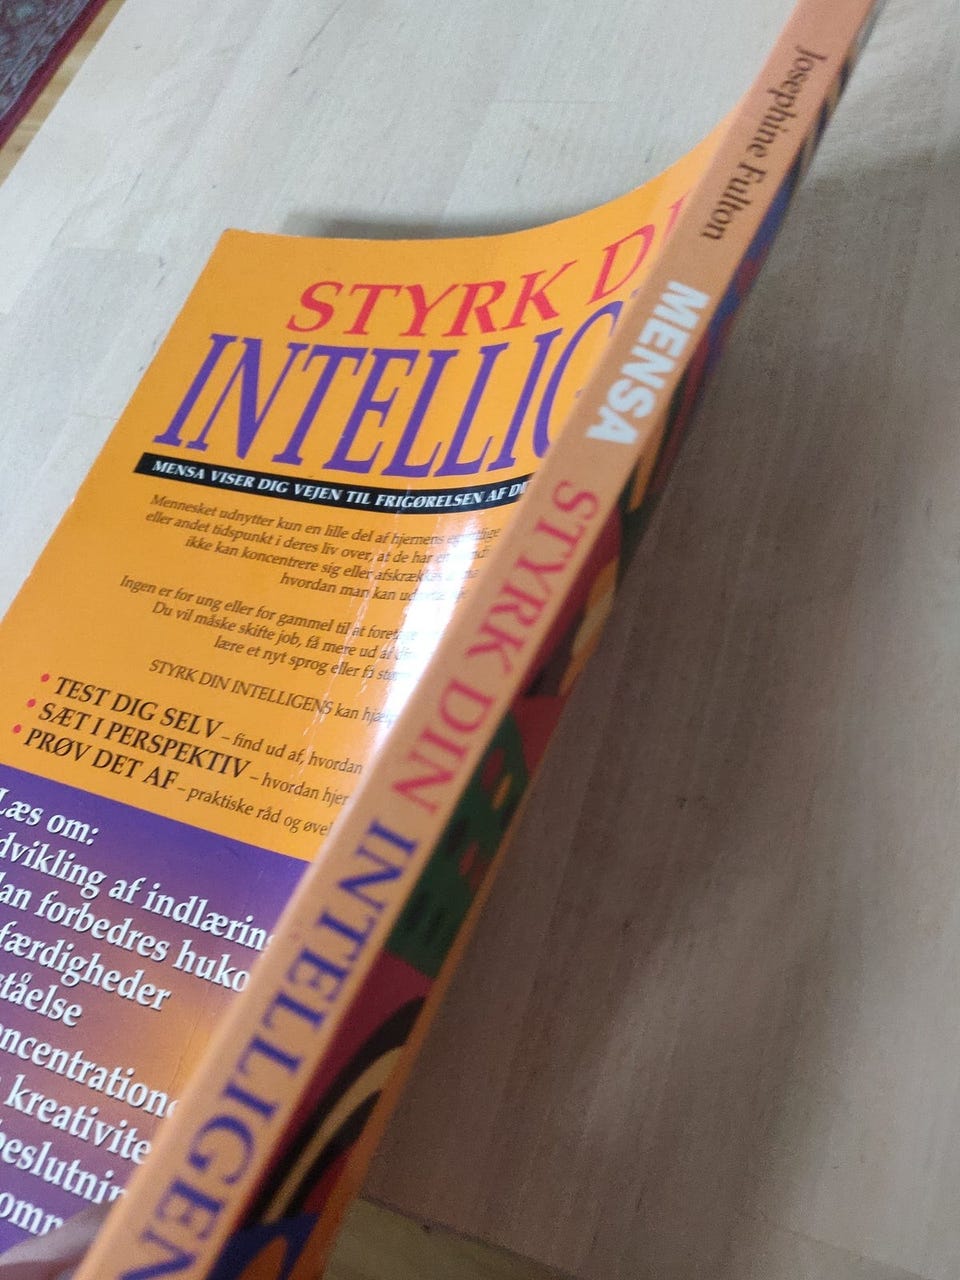 Josephine Fulton MENSA STYRK DIN INTELLIGEN
STYRK DI
INTELLIG
MENSA VISER DIG VEJEN TIL FRIGØRELSEN AF
Mennesket udnytter kun en lille del af hjernens
eller andet tidspunkt i deres liv over, at de har
ikke kan koncentrere sig eller
hvordan man kan
Ingen er for ung eller for gammel til at
Du vil måske skifte job, få mere ud af
lære et nyt sprog eller få
STYRK DIN INTELLIGENS kan
• TEST DIG SELV – find ud af, hvordan
• SÆT I PERSPEKTIV – hvordan
• PRØV DET AF – praktiske råd og
Læs om:
dvikling af indlæring
lan forbedres huko
færdigheder
ståelse
ncentration
kreativite
beslutnin
omm